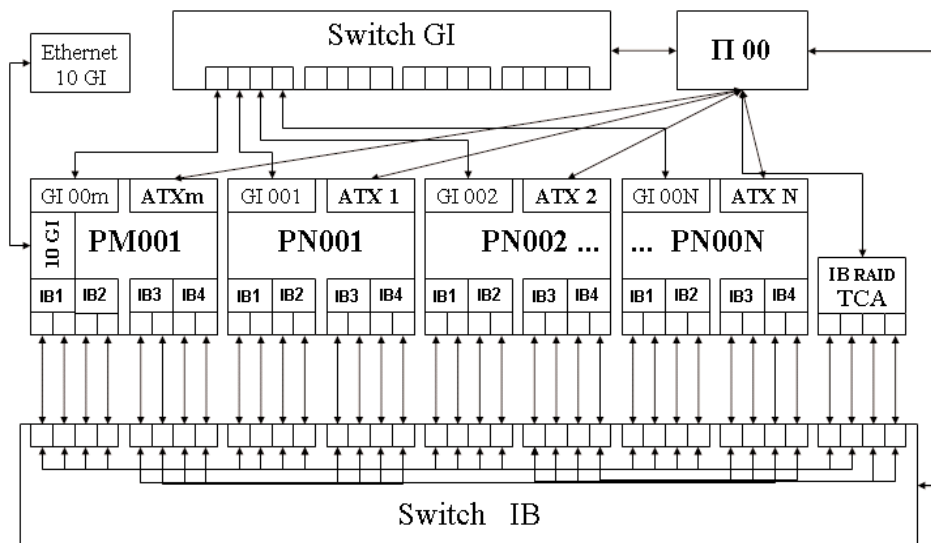 Switch GI
П 00
Ethernet
10 GI
GI 00m
ATXm
GI 001
ATX 1
GI 002
ATX 2
GI 00N
ATX N
10 GI
PM001
PN001
PN002 ...
... PN00N
IB RAID
TCA
IB1
IB2
IB3
IB4
IB1
IB2
IB3
IB4
IB1
IB2
IB3
IB4
IB1
IB2
IB3
IB4
Switch IB